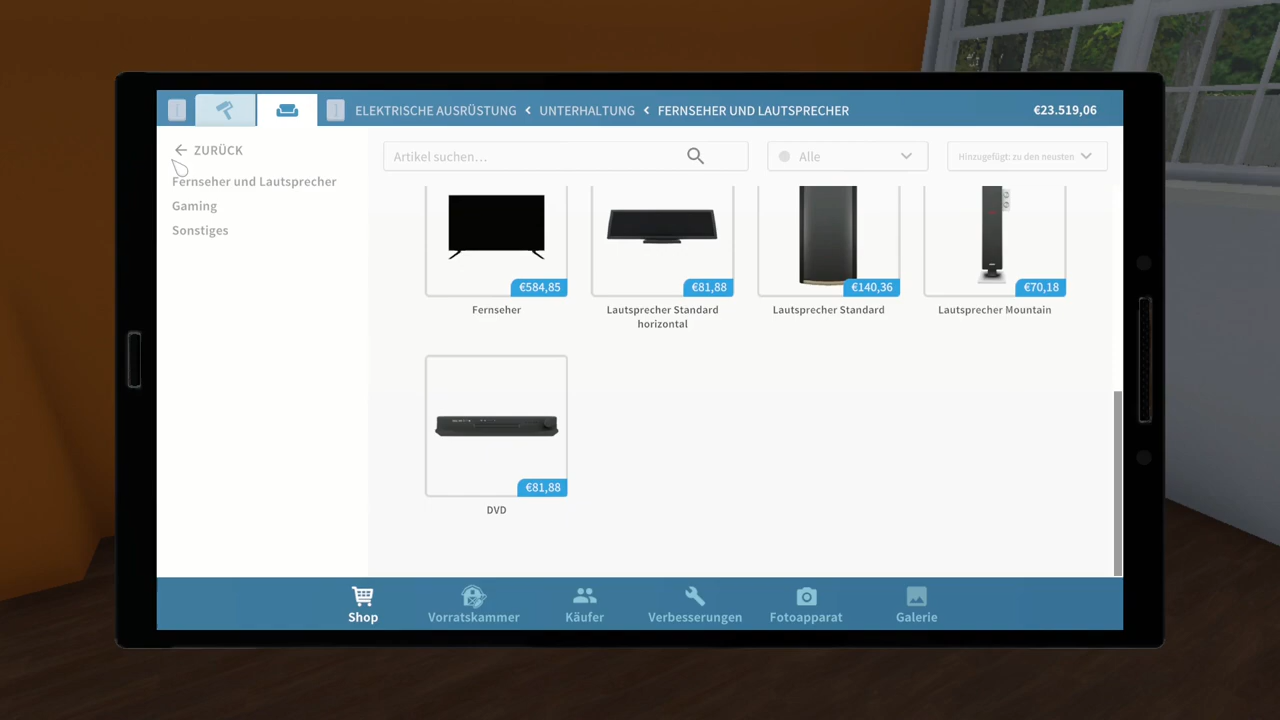 ELEKTRISCHE AUSRÜSTUNG < UNTERHALTUNG < FERNSEHER UND LAUTSPRECHER
€23.519,06
ZURÜCK
Fernseher und Lautsprecher
Gaming
Sonstiges
Artikel suchen...
Alle
Hinzugefügt: zu den neusten
€584,85
€81,88
€140,36
€70,18
Fernseher
Lautsprecher Standard
horizontal
Lautsprecher Standard
Lautsprecher Mountain
€81,88
DVD
Shop
Vorratskammer
Käufer
Verbesserungen
Fotoapparat
Galerie